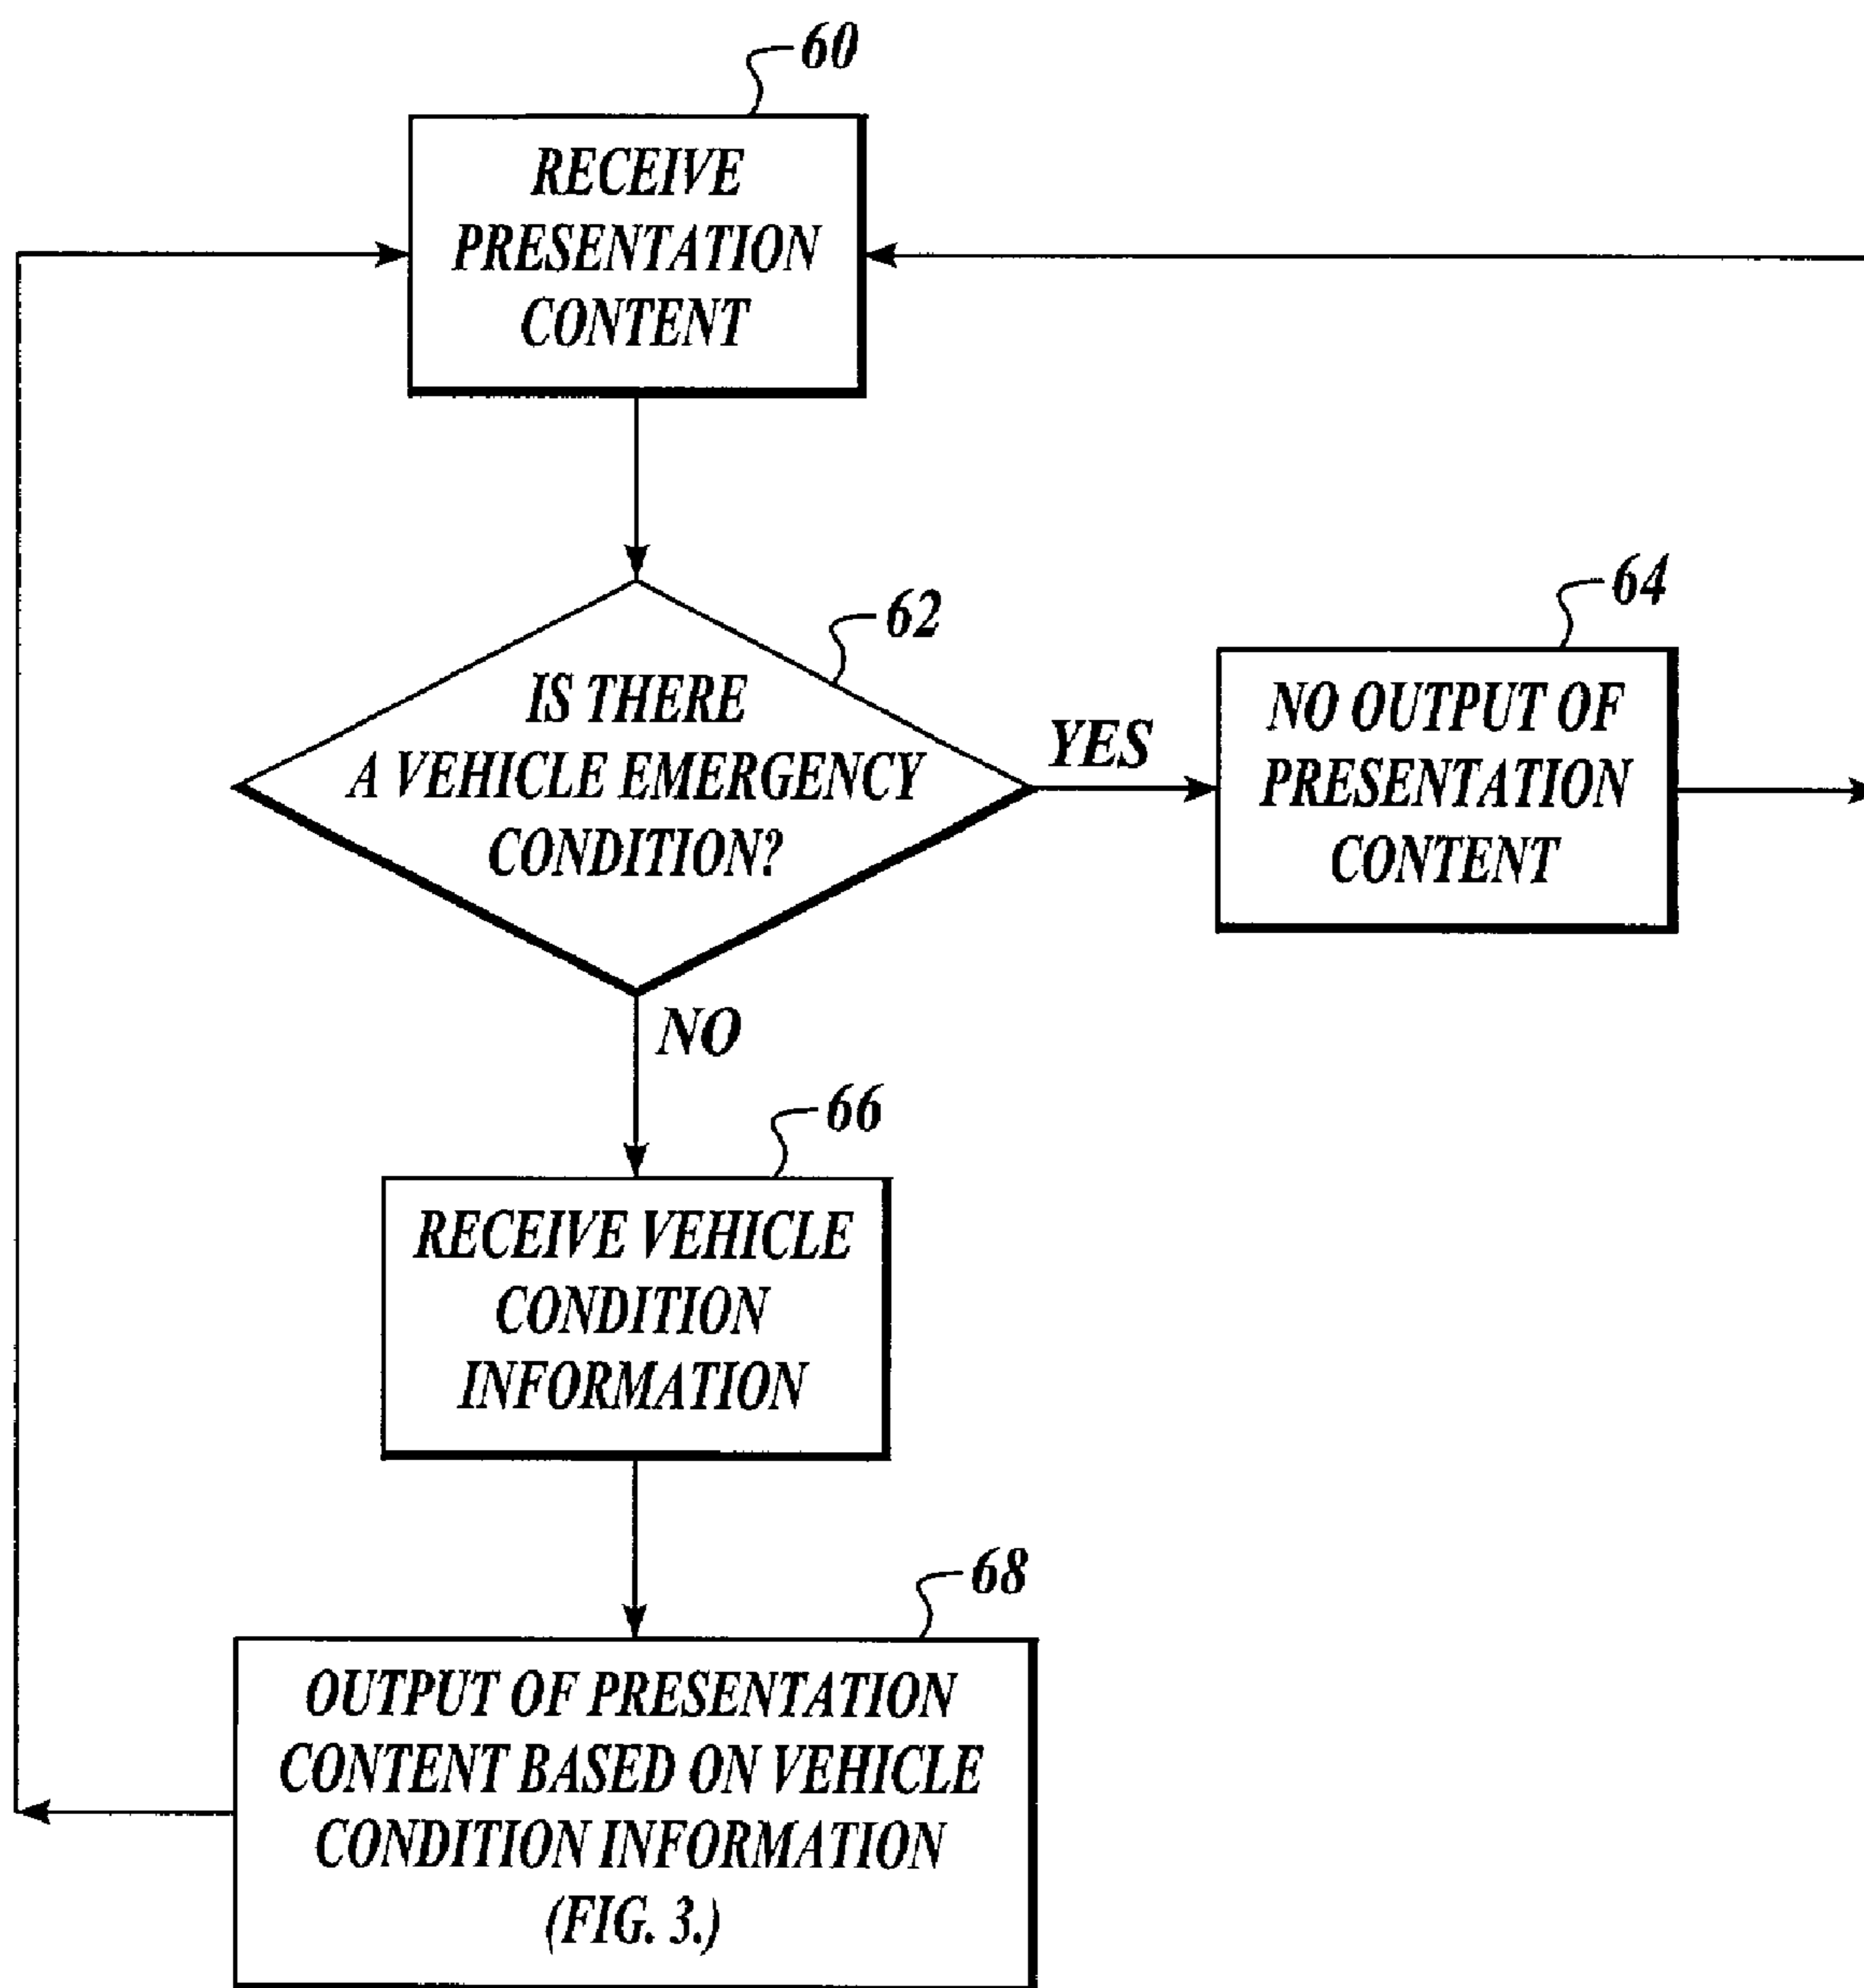 60
RECEIVE
PRESENTATION
CONTENT
62
IS THERE
A VEHICLE EMERGENCY
CONDITION?
YES
64
NO OUTPUT OF
PRESENTATION
CONTENT
NO
66
RECEIVE VEHICLE
CONDITION
INFORMATION
68
OUTPUT OF PRESENTATION
CONTENT BASED ON VEHICLE
CONDITION INFORMATION
(FIG. 3.)